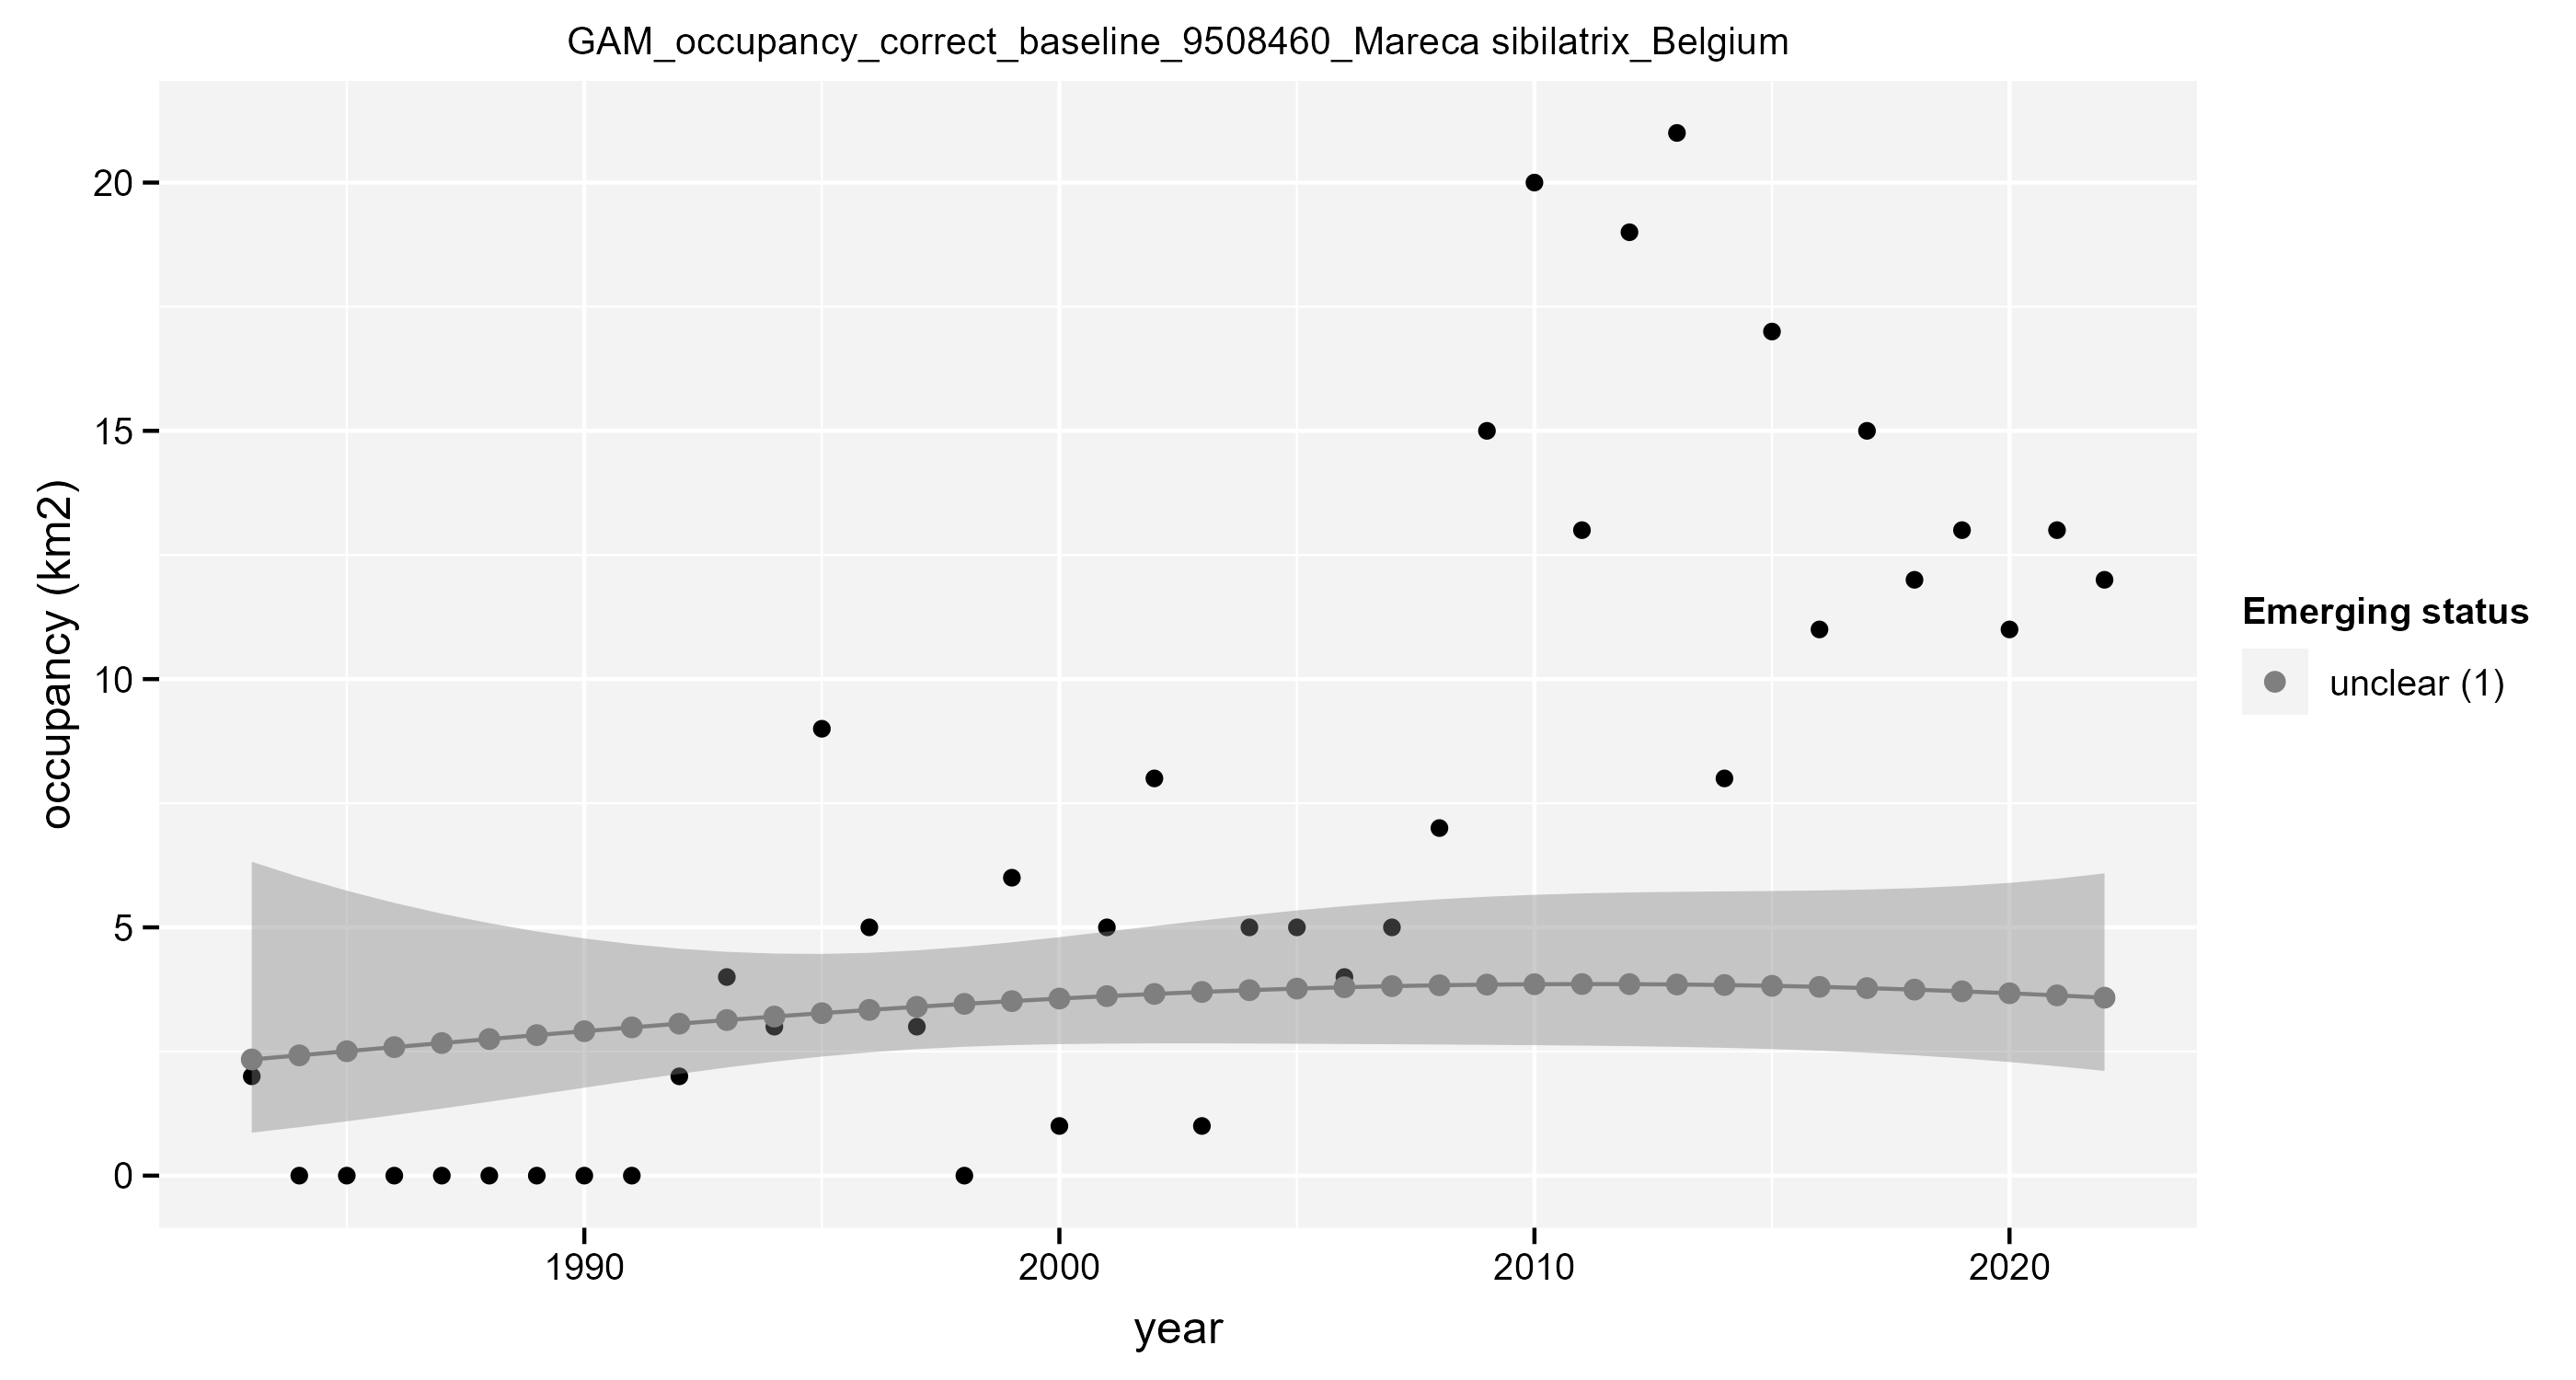 GAM_occupancy_correct_baseline_9508460_Mareca sibilatrix_Belgium
20
15
10
5
0
occupancy (km2)
1990
2000
2010
2020
year
Emerging status
unclear (1)